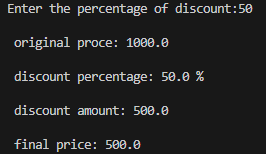 Enter the percentage of discount:50
original proce: 1000.0
discount percentage: 50.0 %
discount amount: 500.0
final price: 500.0